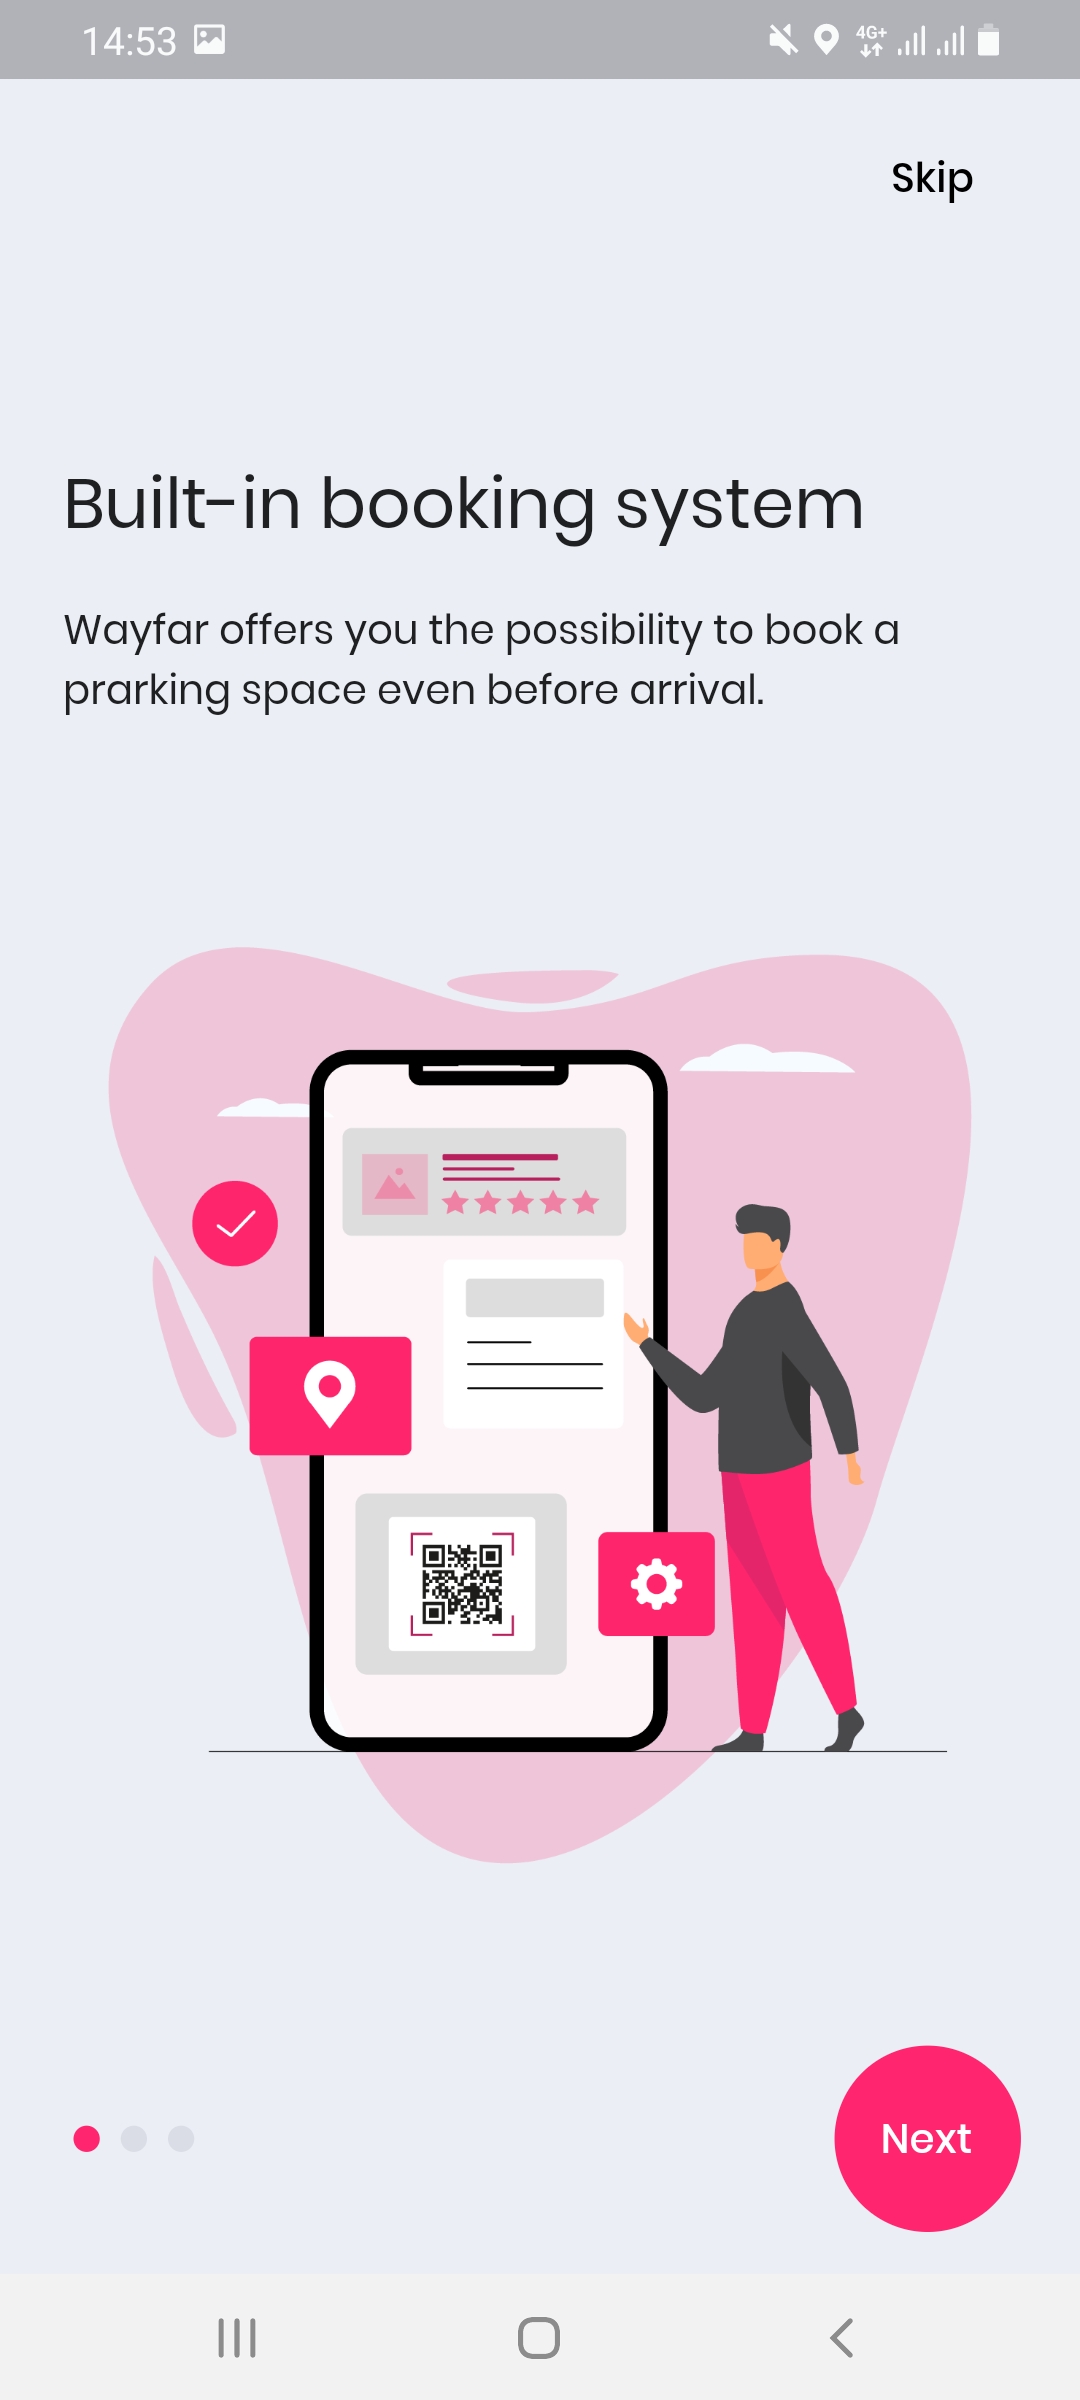 14:53
4G+
Skip
Built-in booking system
Wayfar offers you the possibility to book a
prarking space even before arrival.
Next